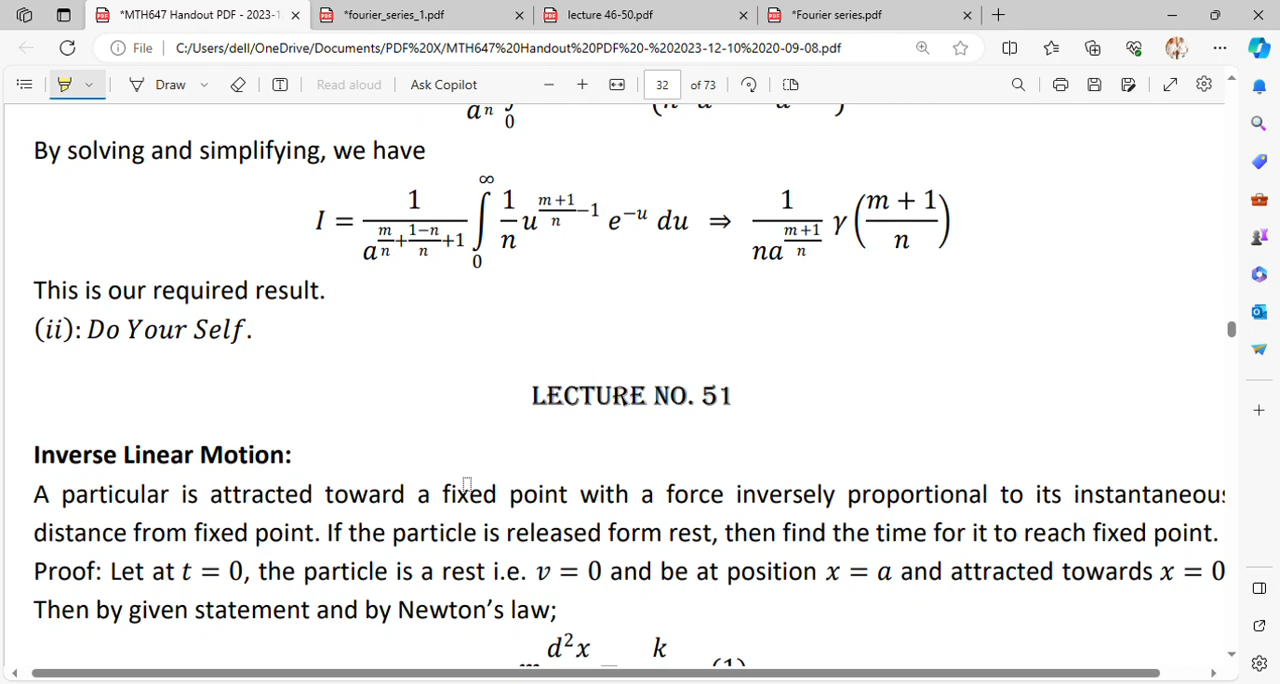 *MTH647 Handout PDF - 2023-1
*fourier_series_1.pdf
lecture 46-50.pdf
*Fourier series.pdf
File
C:/Users/dell/OneDrive/Documents/PDF%20X/MTH647%20Handout%20PDF%20-%202023-12-10%2020-09-08.pdf
Draw
Read aloud
Ask Copilot
32 of 73
a n ∫ 0
By solving and simplifying, we have
I = 1 / a^(m/n + (1−n)/n + 1) ∫_0^∞ 1/n u^((m+1)/n − 1) e^(−u) du ⇒ 1 / (na^((m+1)/n)) γ ((m + 1)/n)
This is our required result.
(ii): Do Your Self.
LECTURE NO. 51
Inverse Linear Motion:
A particular is attracted toward a fixed point with a force inversely proportional to its instantaneous
distance from fixed point. If the particle is released form rest, then find the time for it to reach fixed point.
Proof: Let at t = 0, the particle is a rest i.e. v = 0 and be at position x = a and attracted towards x = 0
Then by given statement and by Newton's law;
m d²x = k (1)